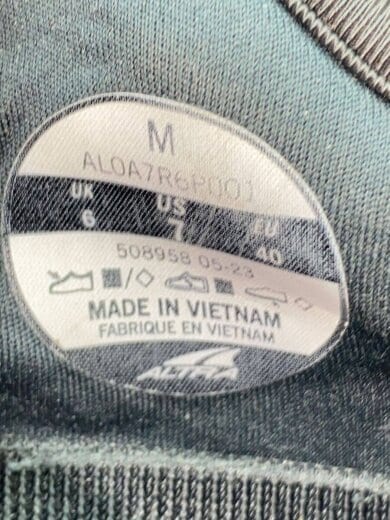 M
AL0A7R6P001
UK US EU
6 7 40
508958 05-23
MADE IN VIETNAM
FABRIQUE EN VIETNAM
ALTRA